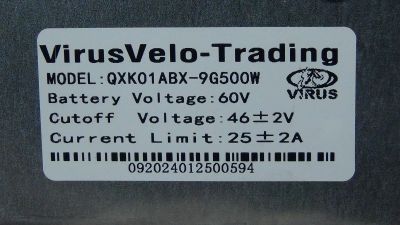 VirusVelo-Trading
MODEL:QXK01ABX-9G500W
Battery Voltage:60V
VIRUS
Cutoff Voltage:46±2V
Current Limit:25±2A
092024012500594